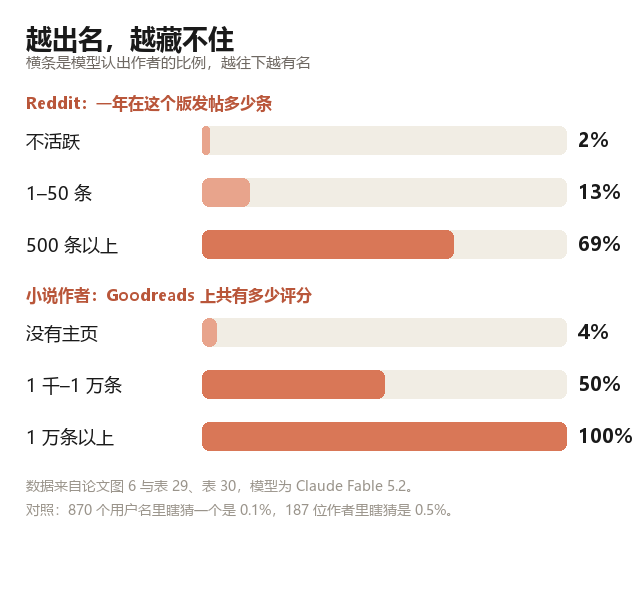 越出名，越藏不住
横条是模型认出作者的比例，越往下越有名
Reddit：一年在这个版发帖多少条
不活跃 2%
1–50 条 13%
500 条以上 69%
小说作者：Goodreads 上共有多少评分
没有主页 4%
1 千–1 万条 50%
1 万条以上 100%
数据来自论文图 6 与表 29、表 30，模型为 Claude Fable 5.2。
对照：870 个用户名里瞎猜一个是 0.1%，187 位作者里瞎猜是 0.5%。